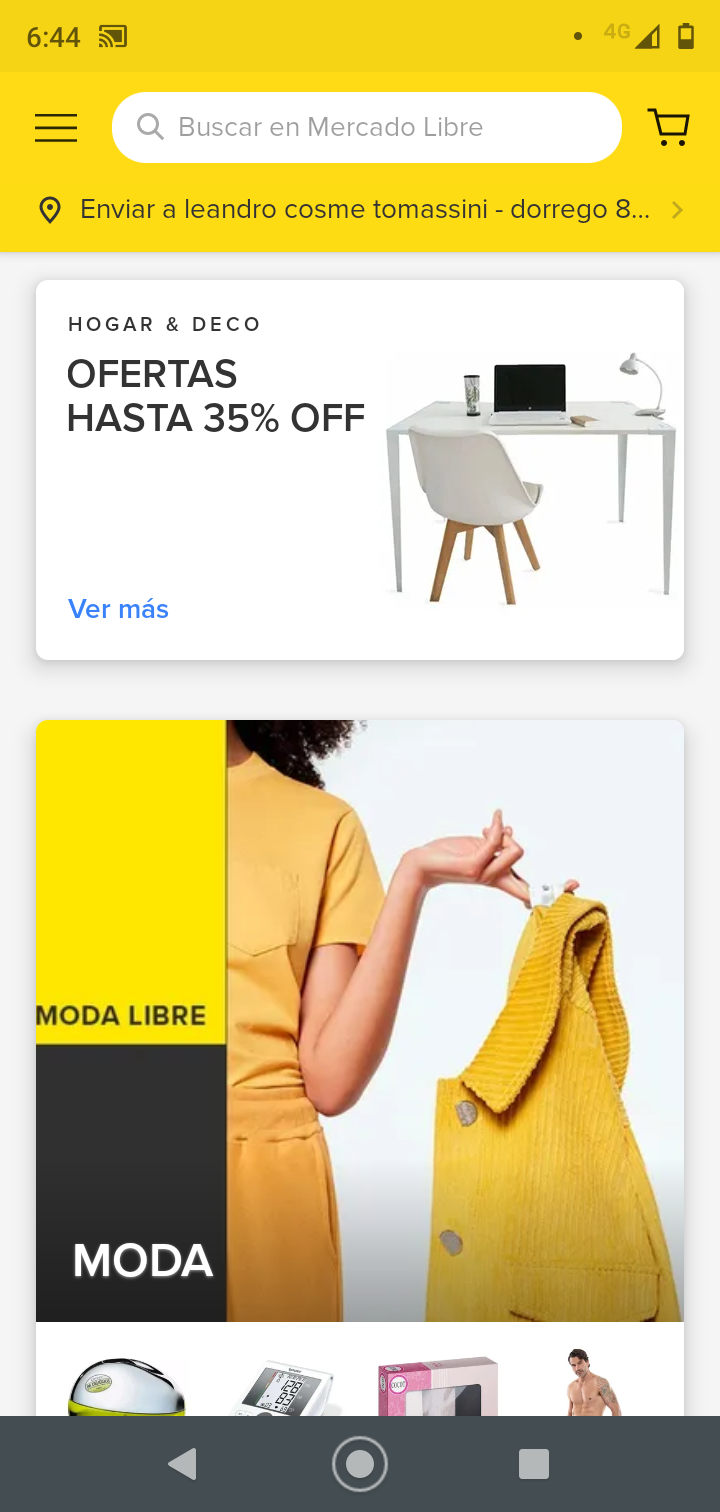 6:44
4G
Buscar en Mercado Libre
Enviar a leandro cosme tomassini - dorrego 8...
HOGAR & DECO
OFERTAS
HASTA 35% OFF
Ver más
MODA LIBRE
MODA